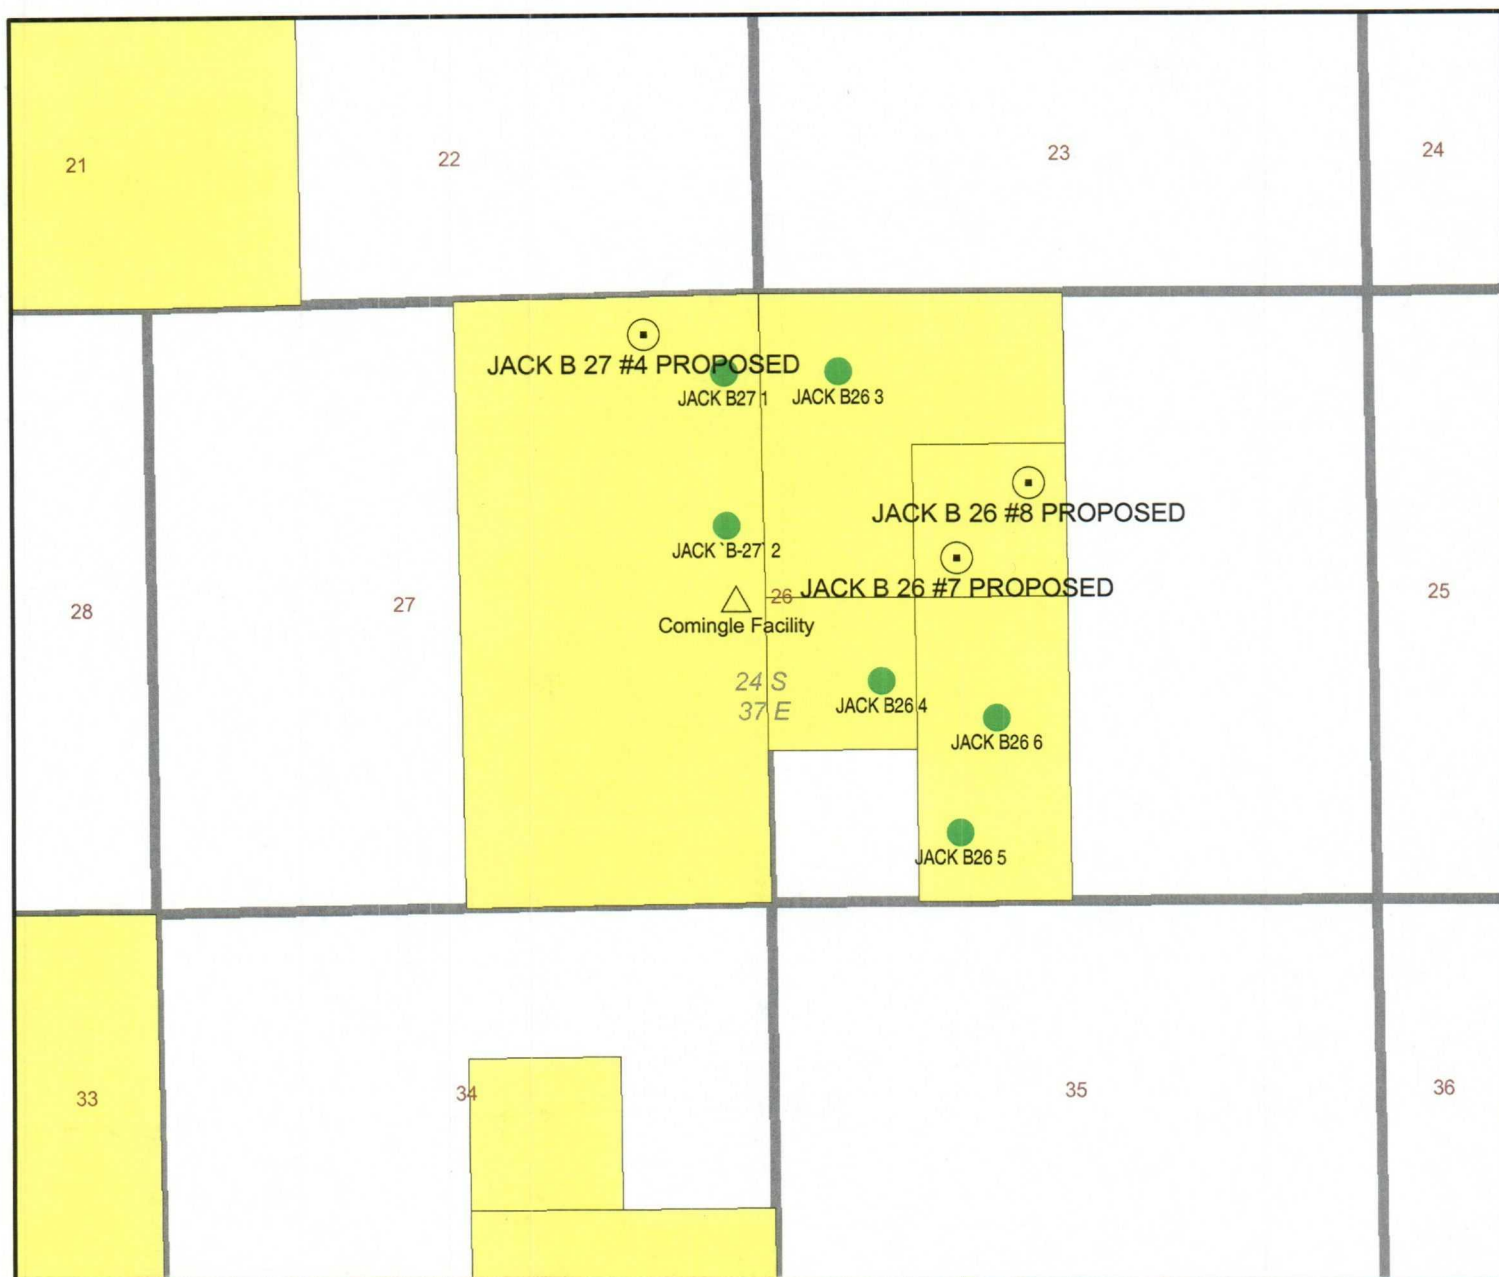 21
22
23
24
JACK B 27 #4 PROPOSED
JACK B27 1
JACK B26 3
JACK B 26 #8 PROPOSED
JACK `B-27` 2
JACK B 26 #7 PROPOSED
28
27
26
25
Comingle Facility
24 S
37 E
JACK B26 4
JACK B26 6
JACK B26 5
33
34
35
36